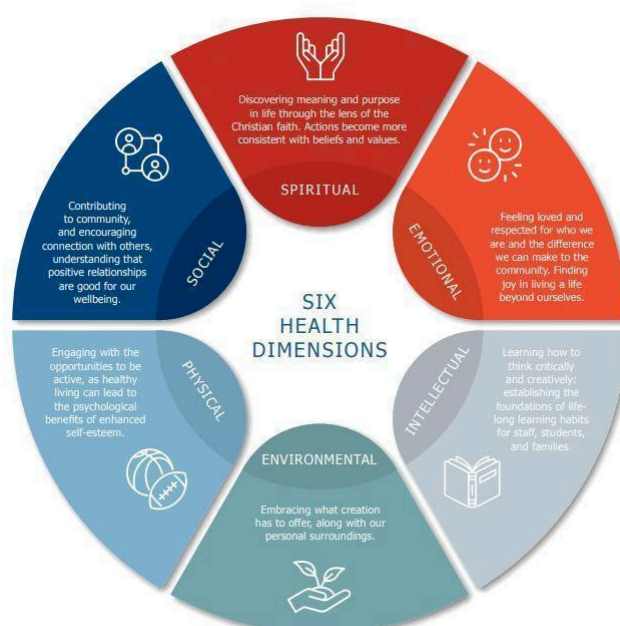 Discovering meaning and purpose
in life through the lens of the
Christian faith. Actions become more
consistent with beliefs and values.
SPIRITUAL
Feeling loved and
respected for who we
are and the difference
we can make to the
community. Finding
joy in living a life
beyond ourselves.
EMOTIONAL
Learning how to
think critically
and creatively:
establishing the
foundations of life-
long learning habits
for staff, students,
and families.
INTELLECTUAL
ENVIRONMENTAL
Embracing what creation
has to offer, along with our
personal surroundings.
Engaging with the
opportunities to be
active, as healthy
living can lead to
the psychological
benefits of enhanced
self-esteem.
PHYSICAL
Contributing
to community,
and encouraging
connection with others,
understanding that
positive relationships
are good for our
wellbeing.
SOCIAL
SIX
HEALTH
DIMENSIONS